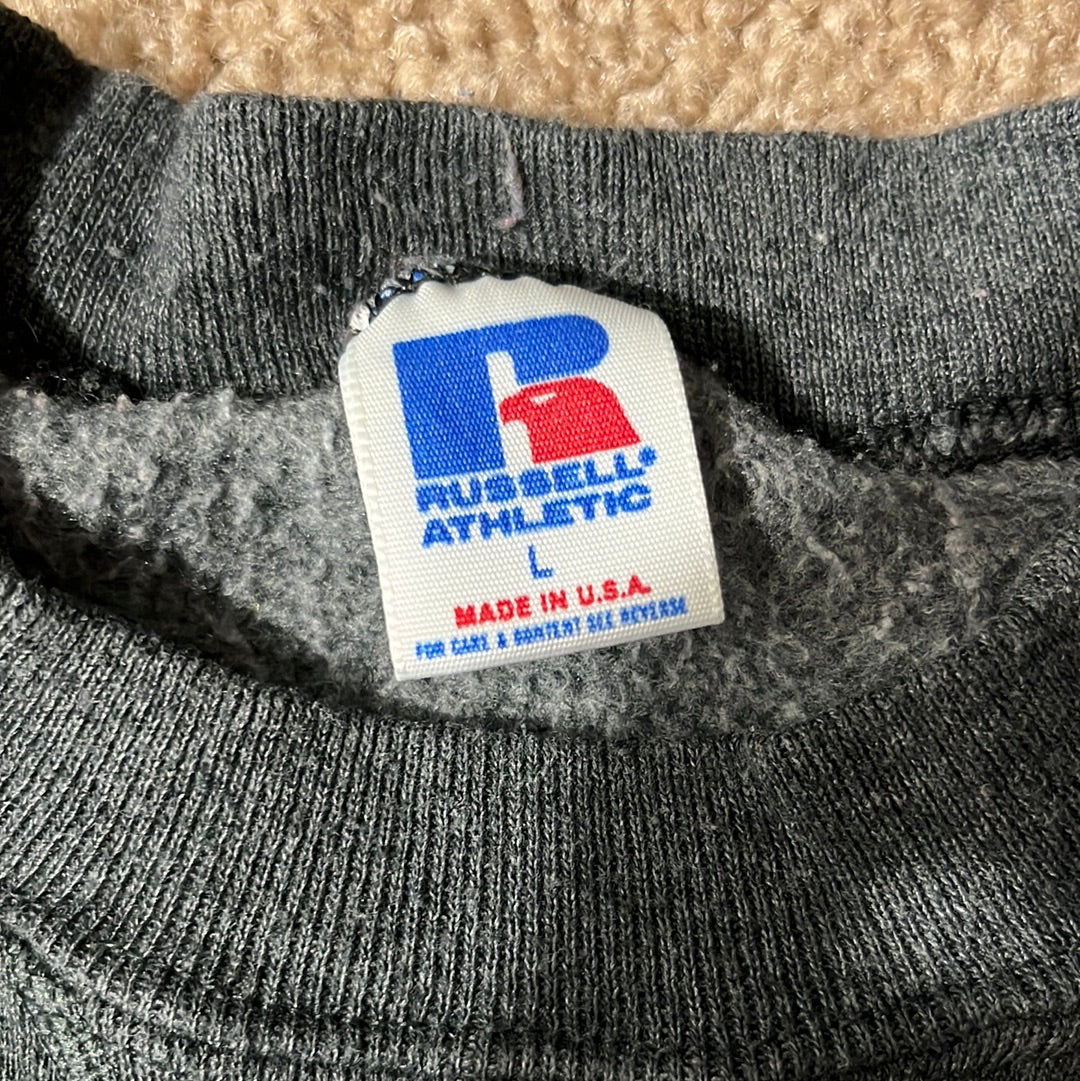 RUSSELL®
ATHLETIC
L
MADE IN U.S.A.
FOR CARE & CONTENT SEE REVERSE